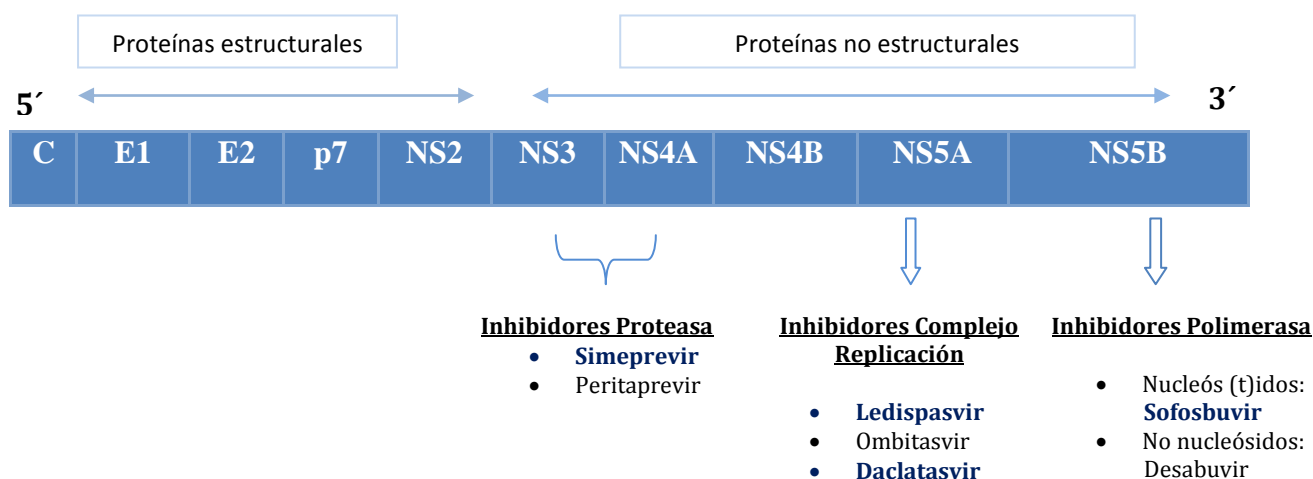 Proteínas estructurales
Proteínas no estructurales
5´
3´
C E1 E2 p7 NS2 NS3 NS4A NS4B NS5A NS5B
Inhibidores Proteasa
• Simeprevir
• Peritaprevir
Inhibidores Complejo
Replicación
• Ledispasvir
• Ombitasvir
• Daclatasvir
Inhibidores Polimerasa
• Nucleós (t)idos:
Sofosbuvir
• No nucleósidos:
Desabuvir